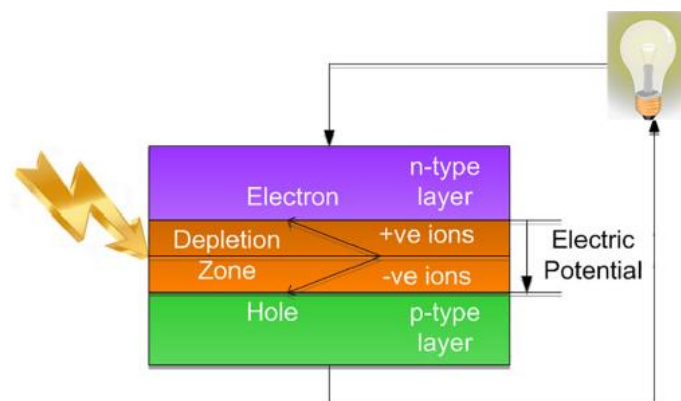 n-type
layer
Electron
Depletion
Zone
+ve ions
-ve ions
Electric
Potential
Hole
p-type
layer